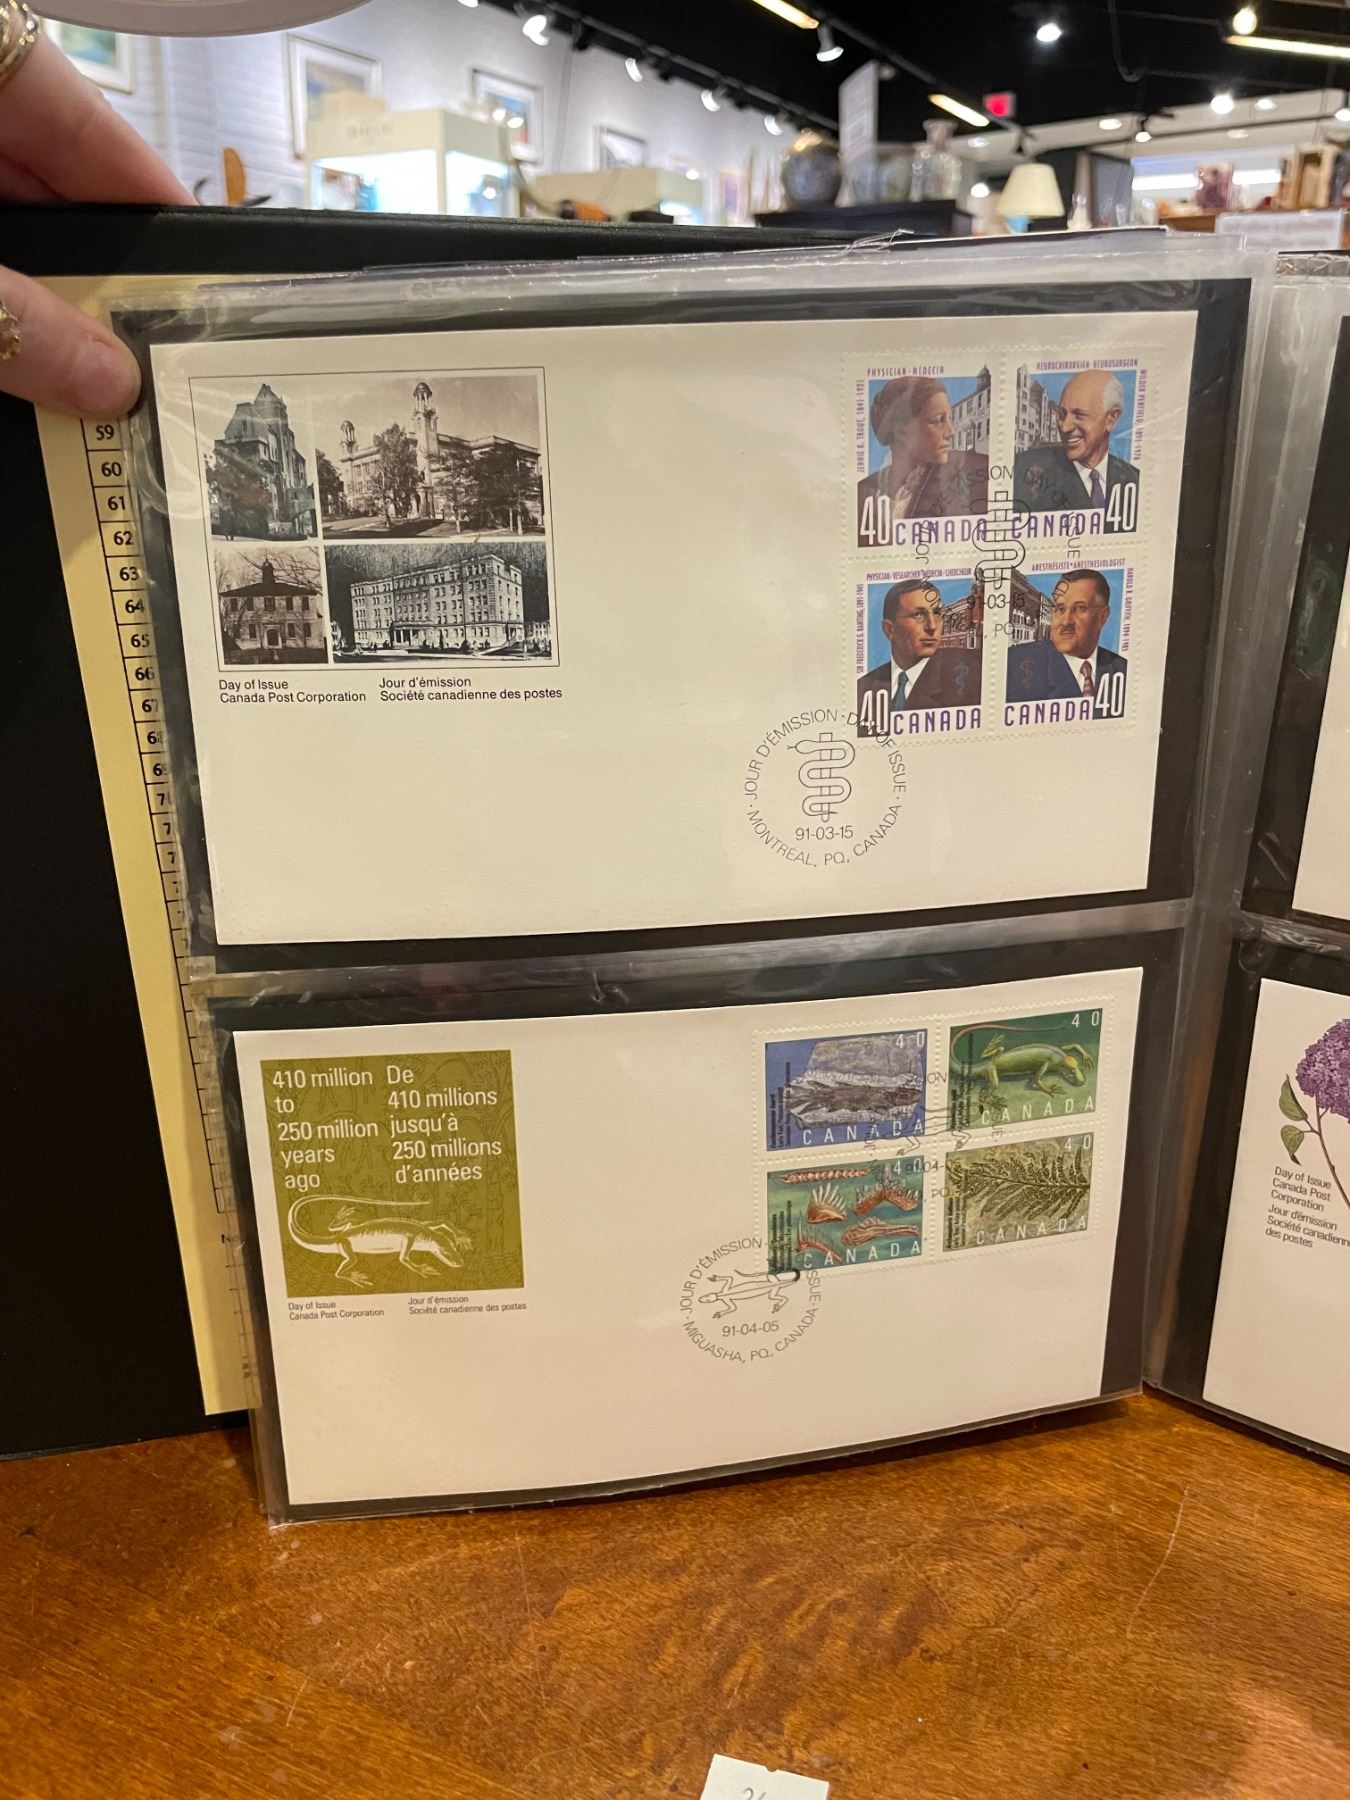 59
60
61
62
63
64
65
66
PHYSICIAN · MÉDECIN
JENNIE K. TROUT, 1841-1921
40 CANADA
NEUROCHIRURGIEN · NEUROSURGEON
WILDER PENFIELD, 1891-1976
CANADA 40
PHYSICIAN/RESEARCHER MÉDECIN/CHERCHEUR
SIR FREDERICK G. BANTING, 1891-1941
40 CANADA
ANESTHÉSISTE · ANESTHESIOLOGIST
HAROLD R. GRIFFITH, 1894-1985
CANADA 40
91-03-15
Day of Issue
Canada Post Corporation
Jour d'émission
Société canadienne des postes
· JOUR D'ÉMISSION · DAY OF ISSUE ·
91-03-15
MONTRÉAL, PQ, CANADA
410 million
to
250 million
years
ago
De
410 millions
jusqu'à
250 millions
d'années
Day of Issue
Canada Post Corporation
Jour d'émission
Société canadienne des postes
40
CANADA
40
CANADA
40
CANADA
40
CANADA
· JOUR D'ÉMISSION · ISSUE ·
91-04-05
MIGUASHA, PQ, CANADA
Day of Issue
Canada Post
Corporation
Jour d'émission
Société canadienne
des postes